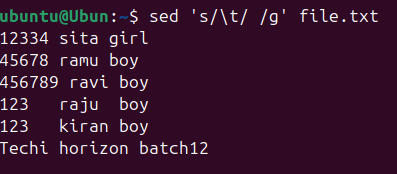 ubuntu@Ubun:~$ sed 's/\t/ /g' file.txt
12334 sita girl
45678 ramu boy
456789 ravi boy
123   raju  boy
123   kiran boy
Techi horizon batch12